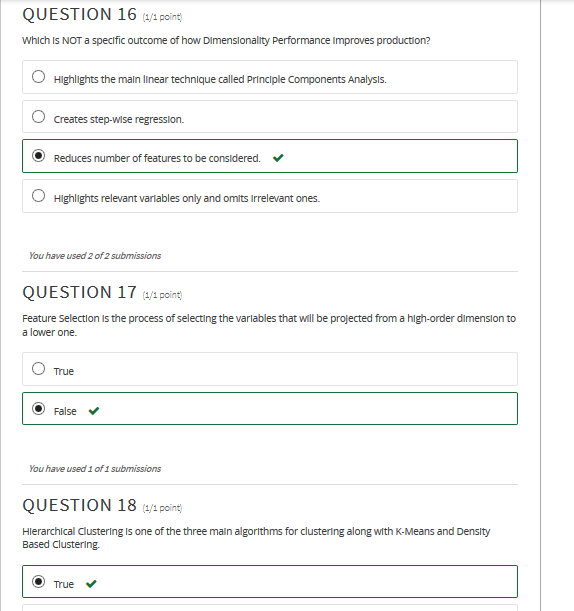 QUESTION 16 (1/1 point)
Which is NOT a specific outcome of how Dimensionality Performance improves production?
Highlights the main linear technique called Principle Components Analysis.
Creates step-wise regression.
Reduces number of features to be considered.
Highlights relevant variables only and omits irrelevant ones.
You have used 2 of 2 submissions
QUESTION 17 (1/1 point)
Feature Selection is the process of selecting the variables that will be projected from a high-order dimension to
a lower one.
True
False
You have used 1 of 1 submissions
QUESTION 18 (1/1 point)
Hierarchical Clustering is one of the three main algorithms for clustering along with K-Means and Density
Based Clustering.
True